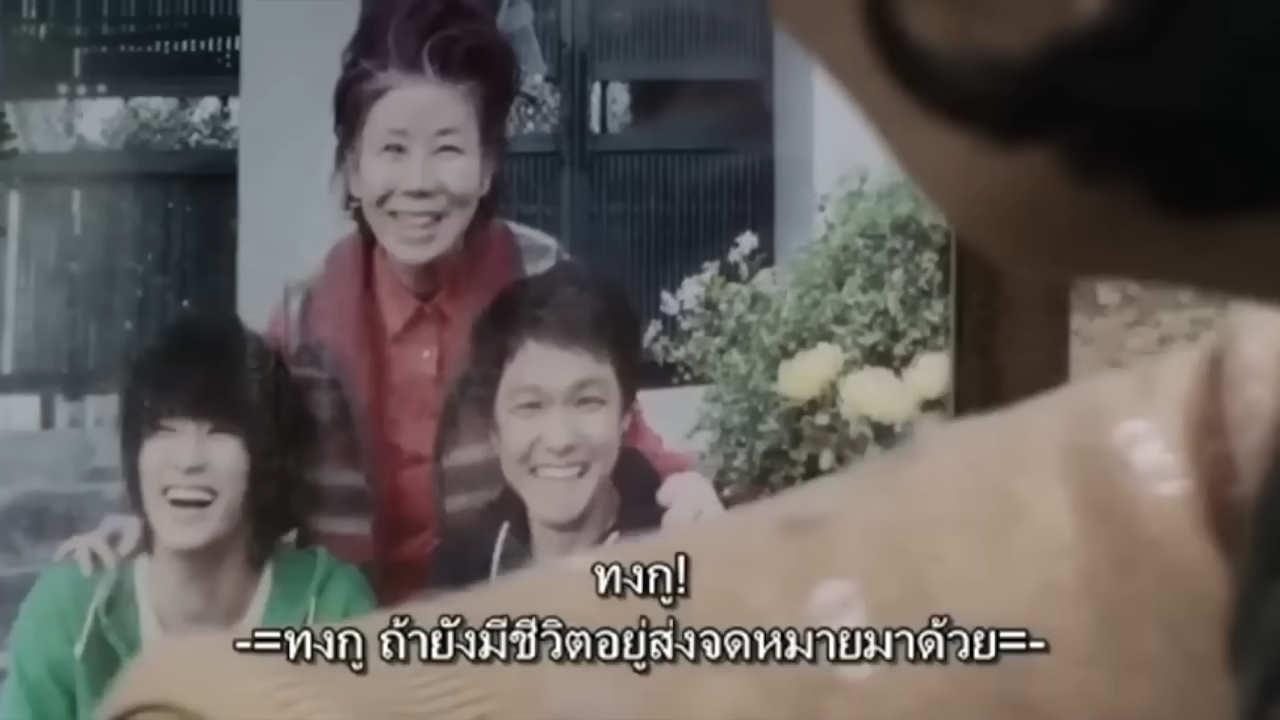 ทงกู!
-=ทงกู ถ้ายังมีชีวิตอยู่ส่งจดหมายมาด้วย=-